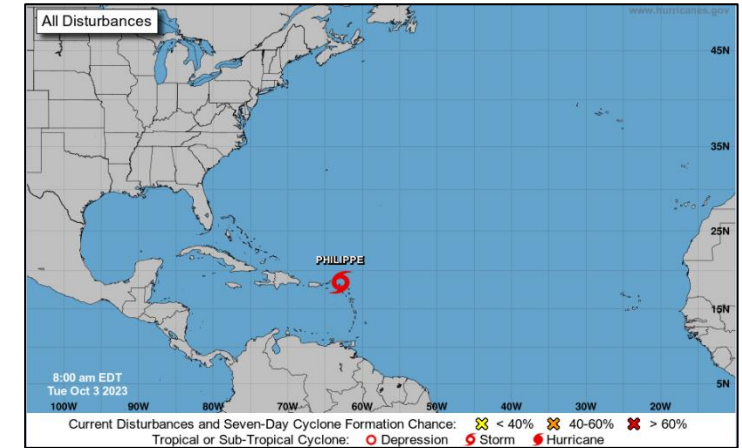 All Disturbances
www.hurricanes.gov
45N
35N
25N
PHILIPPE
15N
8:00 am EDT
Tue Oct 3 2023
5N
100W 90W 80W 70W 60W 50W 40W 30W 20W
Current Disturbances and Seven-Day Cyclone Formation Chance: < 40% 40-60% > 60%
Tropical or Sub-Tropical Cyclone: Depression Storm Hurricane